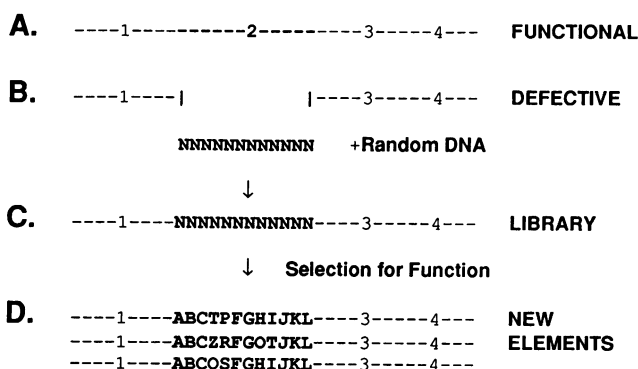 A. ----1------2------3-----4--- FUNCTIONAL
B. ----1----| |----3-----4--- DEFECTIVE
NNNNNNNNNNNN +Random DNA
↓
C. ----1----NNNNNNNNNNNN----3-----4--- LIBRARY
↓ Selection for Function
D. ----1----ABCTPFGHIJKL----3-----4--- NEW
----1----ABCZRFGOTJKL----3-----4--- ELEMENTS
----1----ABCOSFGHIJKL----3-----4---